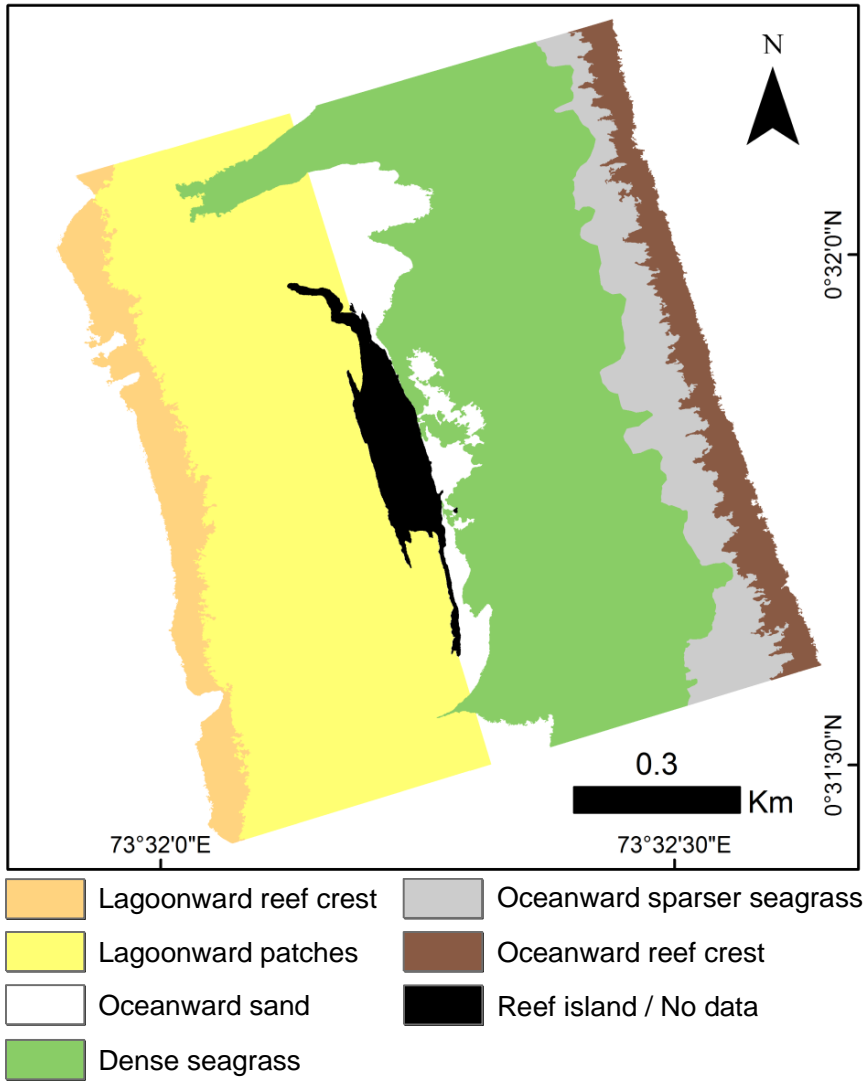 N
0°32'0"N
0°31'30"N
0.3
Km
73°32'0"E
73°32'30"E
Lagoonward reef crest
Oceanward sparser seagrass
Lagoonward patches
Oceanward reef crest
Oceanward sand
Reef island / No data
Dense seagrass